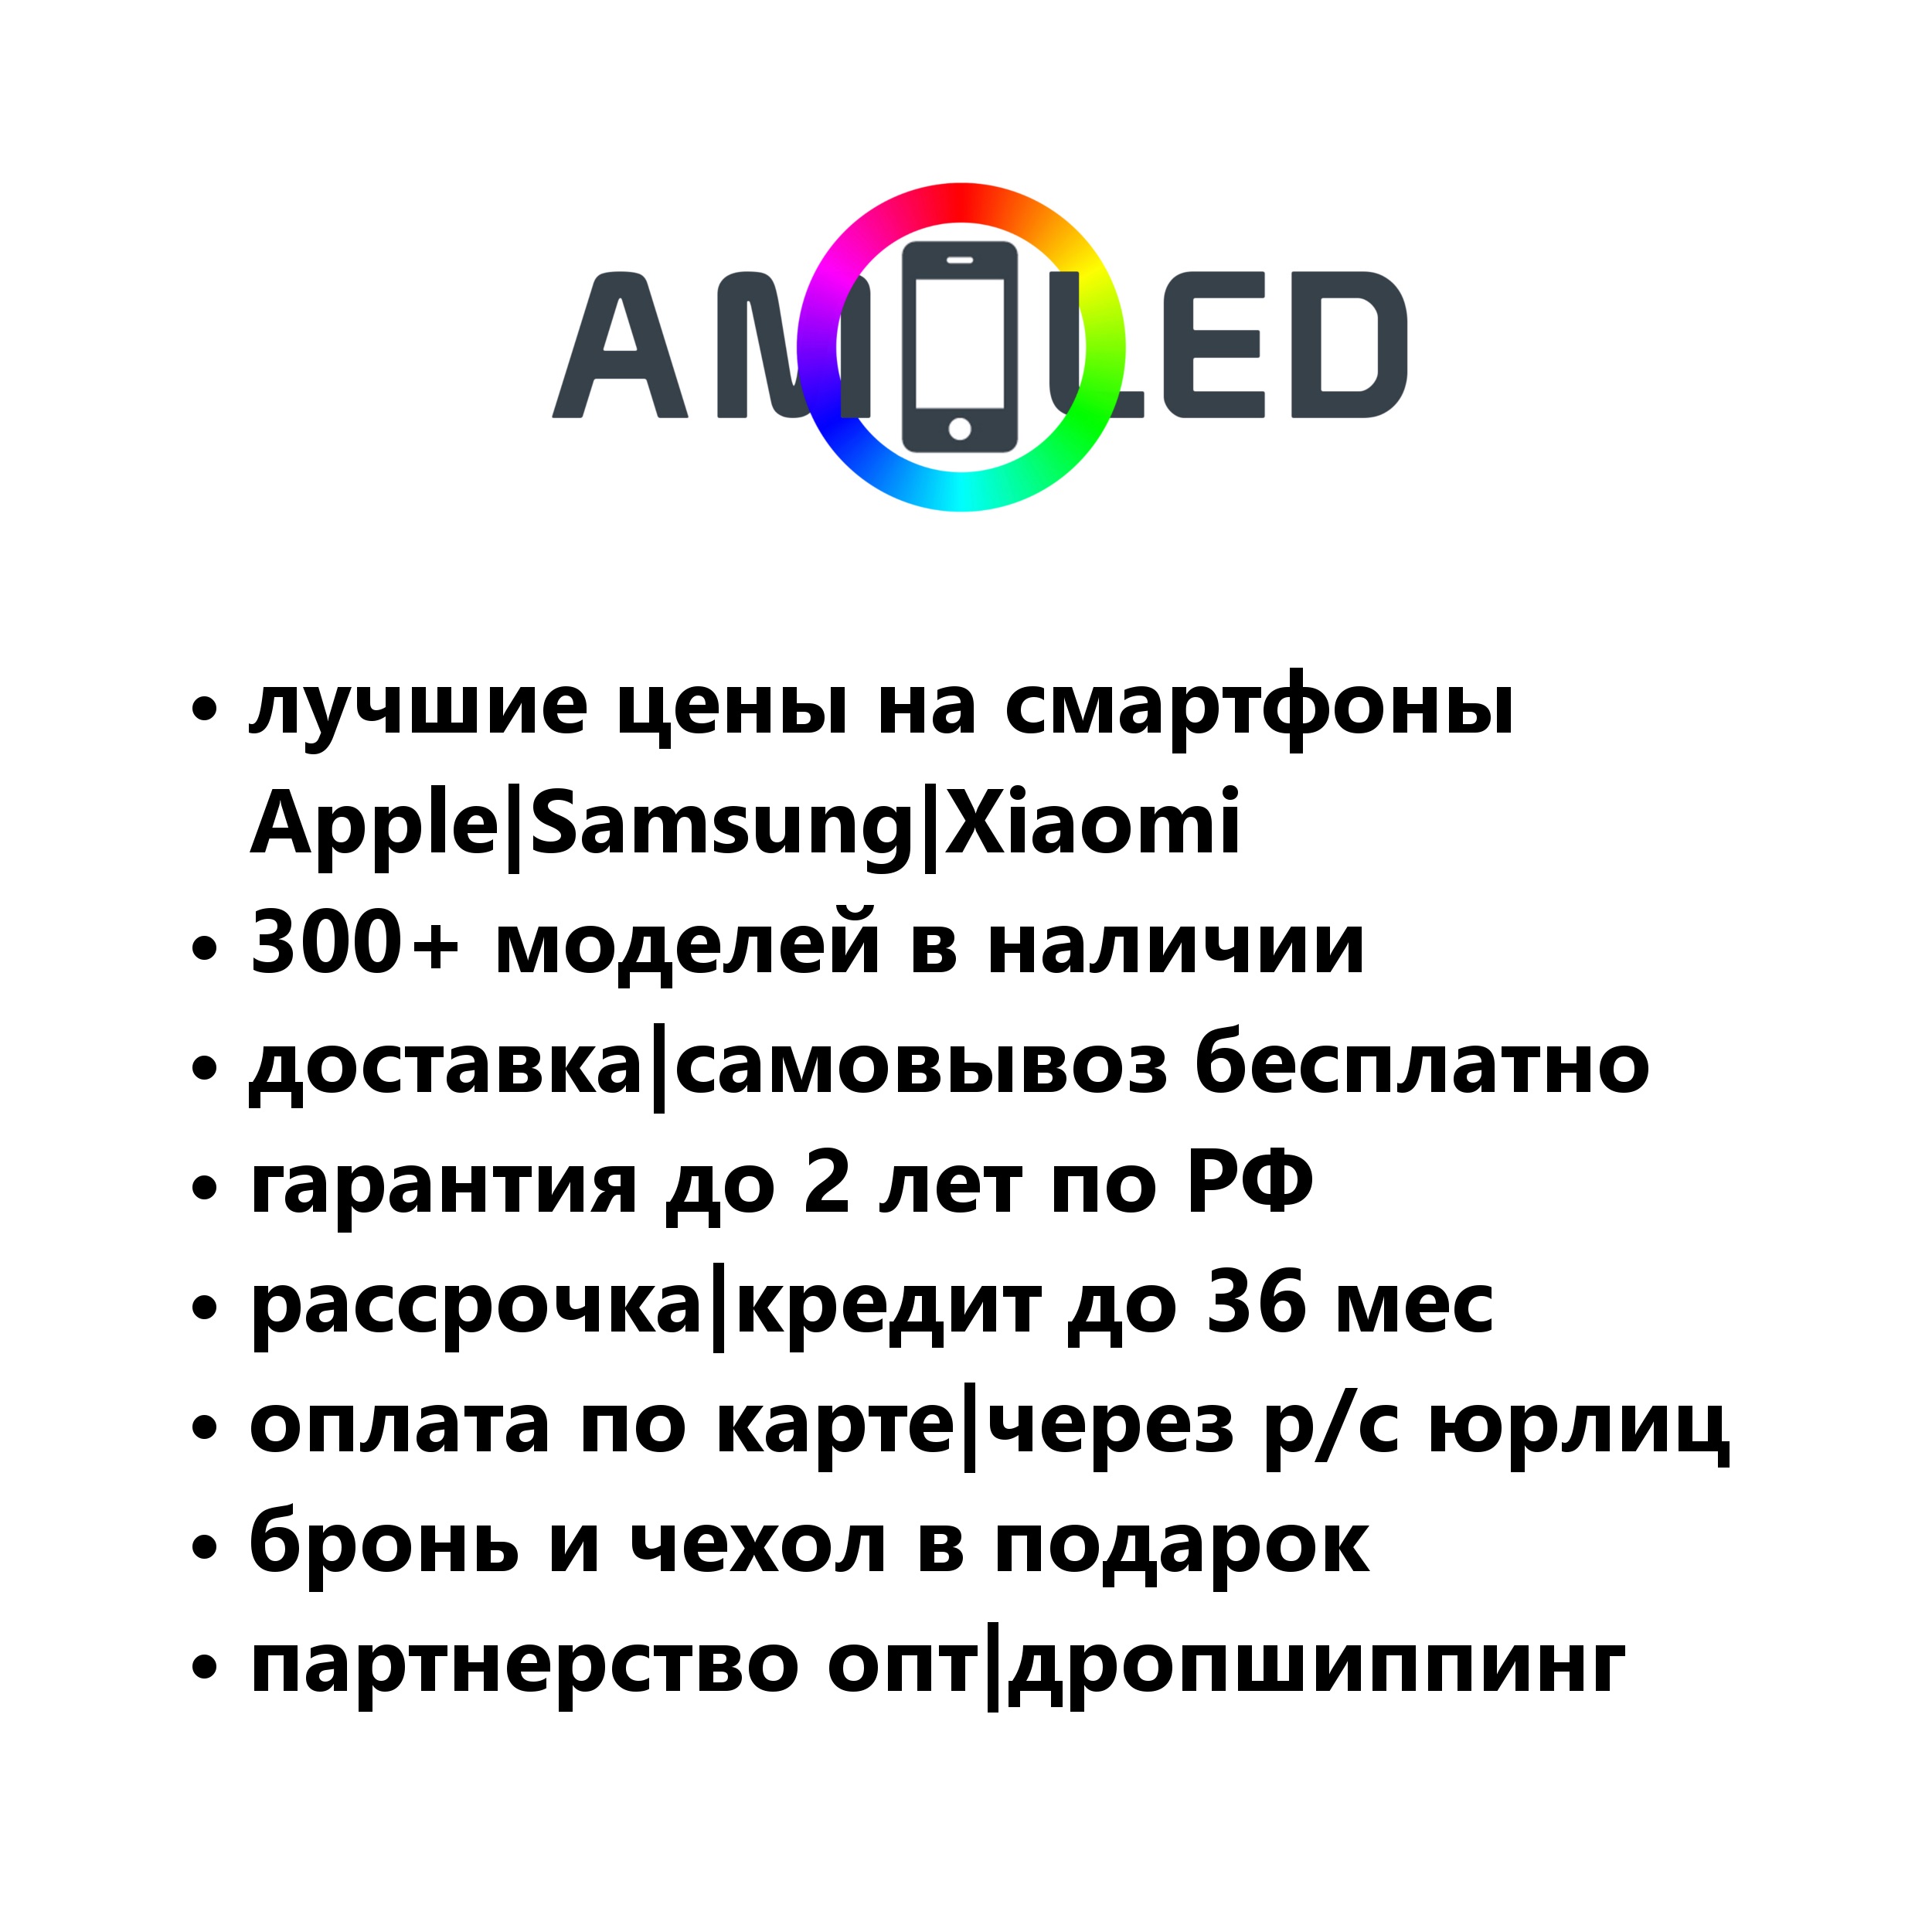 AMOLED
• лучшие цены на смартфоны
Apple|Samsung|Xiaomi
• 300+ моделей в наличии
• доставка|самовывоз бесплатно
• гарантия до 2 лет по РФ
• рассрочка|кредит до 36 мес
• оплата по карте|через р/с юрлиц
• бронь и чехол в подарок
• партнерство опт|дропшиппинг